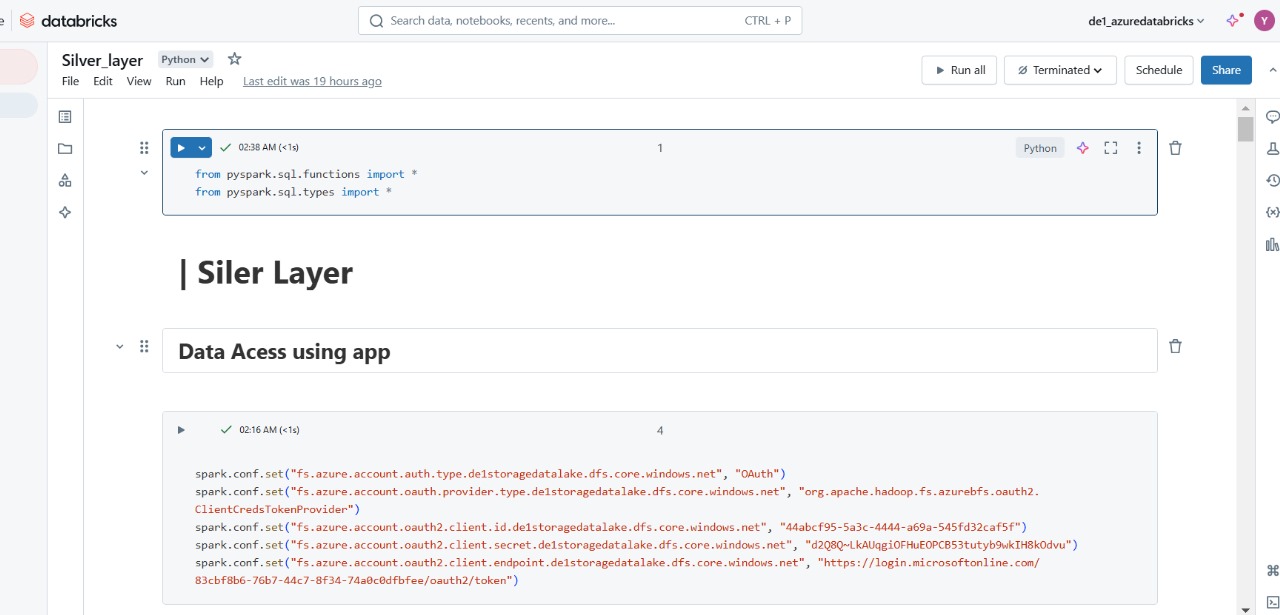 e databricks
Search data, notebooks, recents, and more...
CTRL + P
de1_azuredatabricks
Y
Silver_layer
Python
File Edit View Run Help
Last edit was 19 hours ago
Run all
Terminated
Schedule
Share
02:38 AM (<1s)
1
Python
from pyspark.sql.functions import *
from pyspark.sql.types import *
| Siler Layer
Data Acess using app
02:16 AM (<1s)
4
spark.conf.set("fs.azure.account.auth.type.de1storagedatalake.dfs.core.windows.net", "OAuth")
spark.conf.set("fs.azure.account.oauth.provider.type.de1storagedatalake.dfs.core.windows.net", "org.apache.hadoop.fs.azurebfs.oauth2.
ClientCredsTokenProvider")
spark.conf.set("fs.azure.account.oauth2.client.id.de1storagedatalake.dfs.core.windows.net", "44abcf95-5a3c-4444-a69a-545fd32caf5f")
spark.conf.set("fs.azure.account.oauth2.client.secret.de1storagedatalake.dfs.core.windows.net", "d2Q8Q~LkAUqgiOFHuEOPCB53tutyb9wkIH8kOdvu")
spark.conf.set("fs.azure.account.oauth2.client.endpoint.de1storagedatalake.dfs.core.windows.net", "https://login.microsoftonline.com/
83cbf8b6-76b7-44c7-8f34-74a0c0dfbfee/oauth2/token")